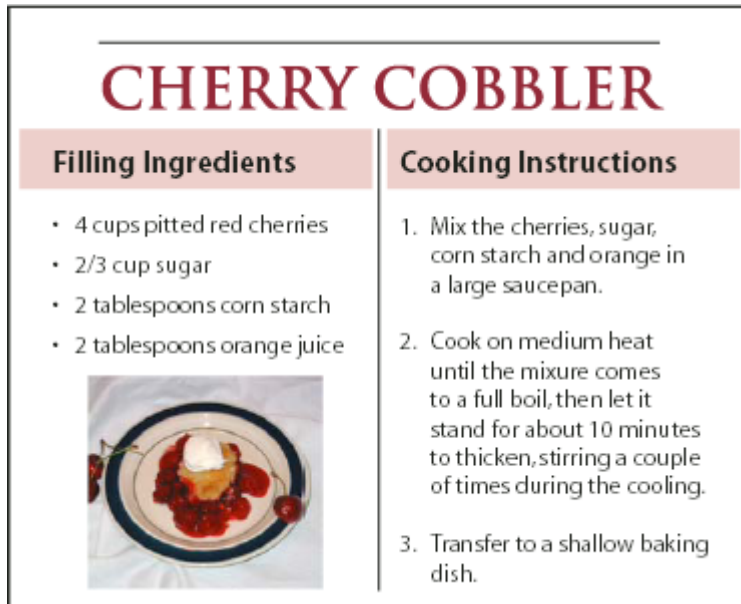 CHERRY COBBLER
Filling Ingredients
• 4 cups pitted red cherries
• 2/3 cup sugar
• 2 tablespoons corn starch
• 2 tablespoons orange juice
Cooking Instructions
1. Mix the cherries, sugar,
corn starch and orange in
a large saucepan.
2. Cook on medium heat
until the mixure comes
to a full boil, then let it
stand for about 10 minutes
to thicken, stirring a couple
of times during the cooling.
3. Transfer to a shallow baking
dish.